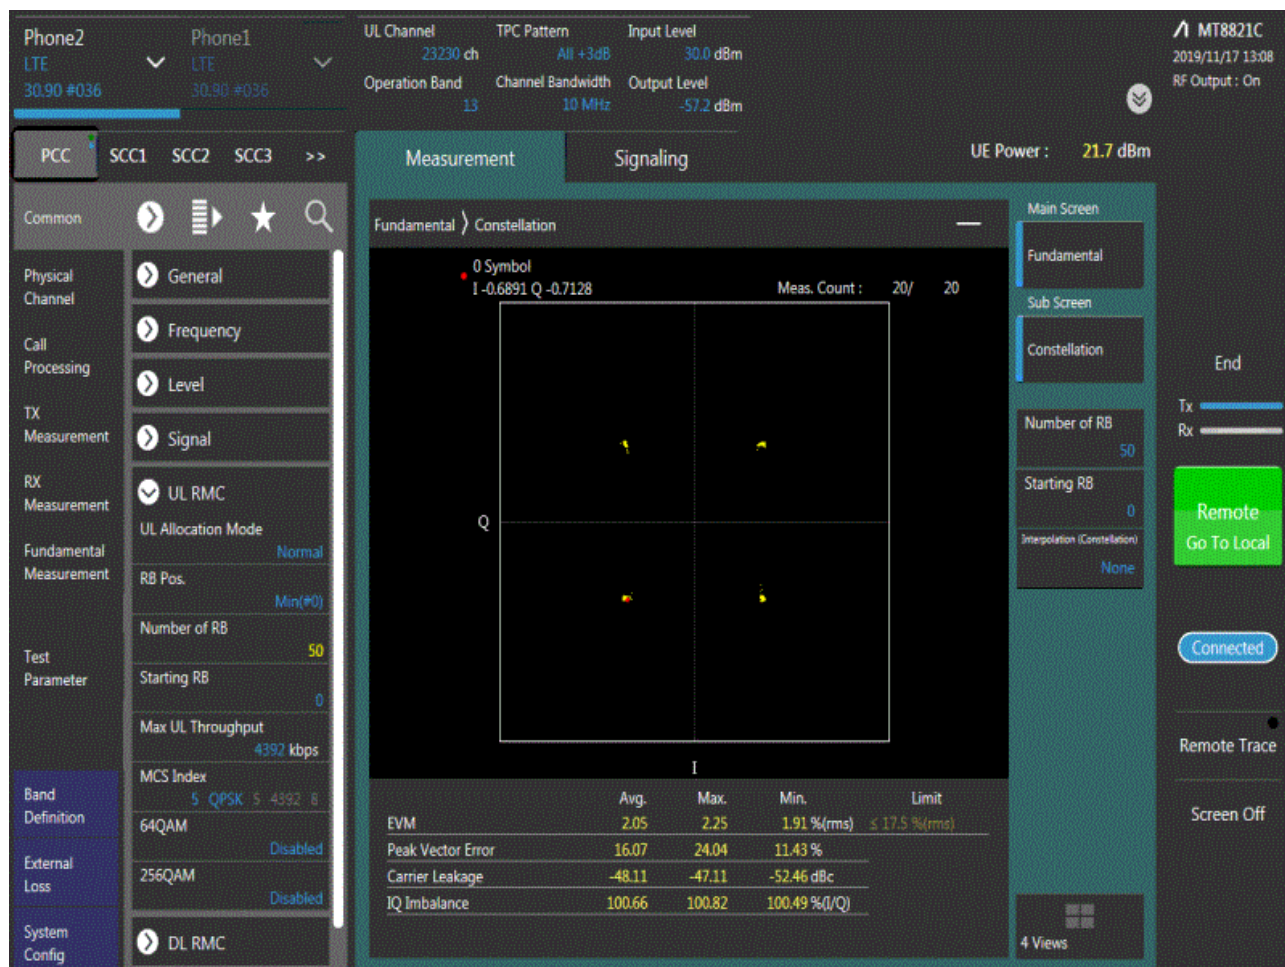 Phone2
LTE
30.90 #036
Phone1
LTE
30.90 #036
UL Channel
23230 ch
TPC Pattern
All +3dB
Input Level
30.0 dBm
Operation Band
13
Channel Bandwidth
10 MHz
Output Level
-57.2 dBm
MT8821C
2019/11/17 13:08
RF Output : On
PCC SCC1 SCC2 SCC3 >>
Measurement
Signaling
UE Power : 21.7 dBm
Common
Physical
Channel
Call
Processing
TX
Measurement
RX
Measurement
Fundamental
Measurement
Test
Parameter
Band
Definition
External
Loss
System
Config
General
Frequency
Level
Signal
UL RMC
UL Allocation Mode
Normal
RB Pos.
Min(#0)
Number of RB
50
Starting RB
0
Max UL Throughput
4392 kbps
MCS Index
5 QPSK 5 4392 8
64QAM
Disabled
256QAM
Disabled
DL RMC
Fundamental 〉 Constellation
0 Symbol
I -0.6891 Q -0.7128
Meas. Count : 20/ 20
Q
I
Avg. Max. Min. Limit
EVM 2.05 2.25 1.91 %(rms) ≤ 17.5 %(rms)
Peak Vector Error 16.07 24.04 11.43 %
Carrier Leakage -48.11 -47.11 -52.46 dBc
IQ Imbalance 100.66 100.82 100.49 %(I/Q)
Main Screen
Fundamental
Sub Screen
Constellation
Number of RB
50
Starting RB
0
Interpolation (Constellation)
None
4 Views
End
Tx
Rx
Remote
Go To Local
Connected
Remote Trace
Screen Off